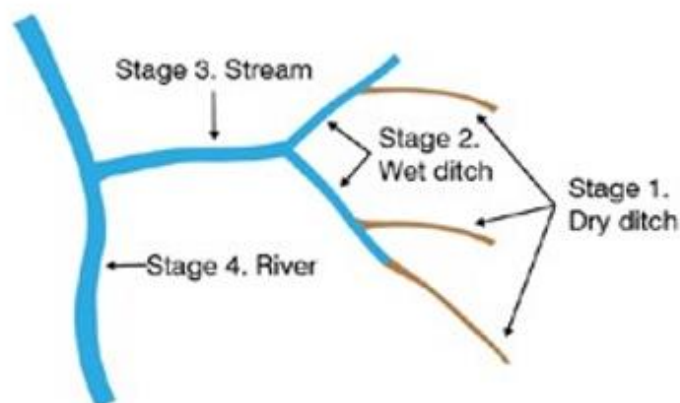 Stage 3. Stream
Stage 2.
Wet ditch
Stage 1.
Dry ditch
Stage 4. River